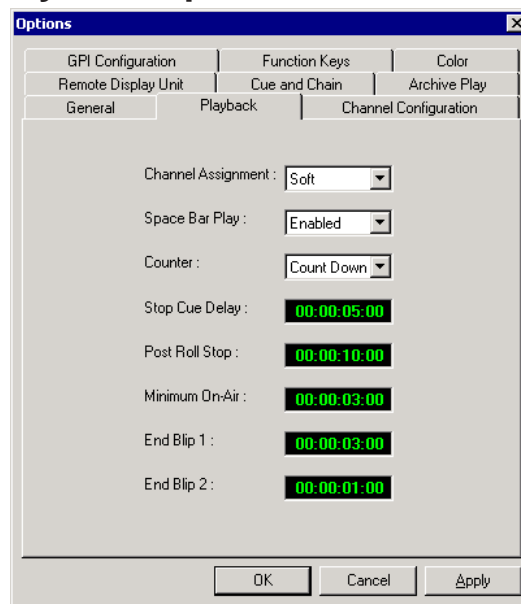 Options
GPI Configuration Function Keys Color
Remote Display Unit Cue and Chain Archive Play
General Playback Channel Configuration
Channel Assignment : Soft
Space Bar Play : Enabled
Counter : Count Down
Stop Cue Delay : 00:00:05:00
Post Roll Stop : 00:00:10:00
Minimum On-Air : 00:00:03:00
End Blip 1 : 00:00:03:00
End Blip 2 : 00:00:01:00
OK Cancel Apply